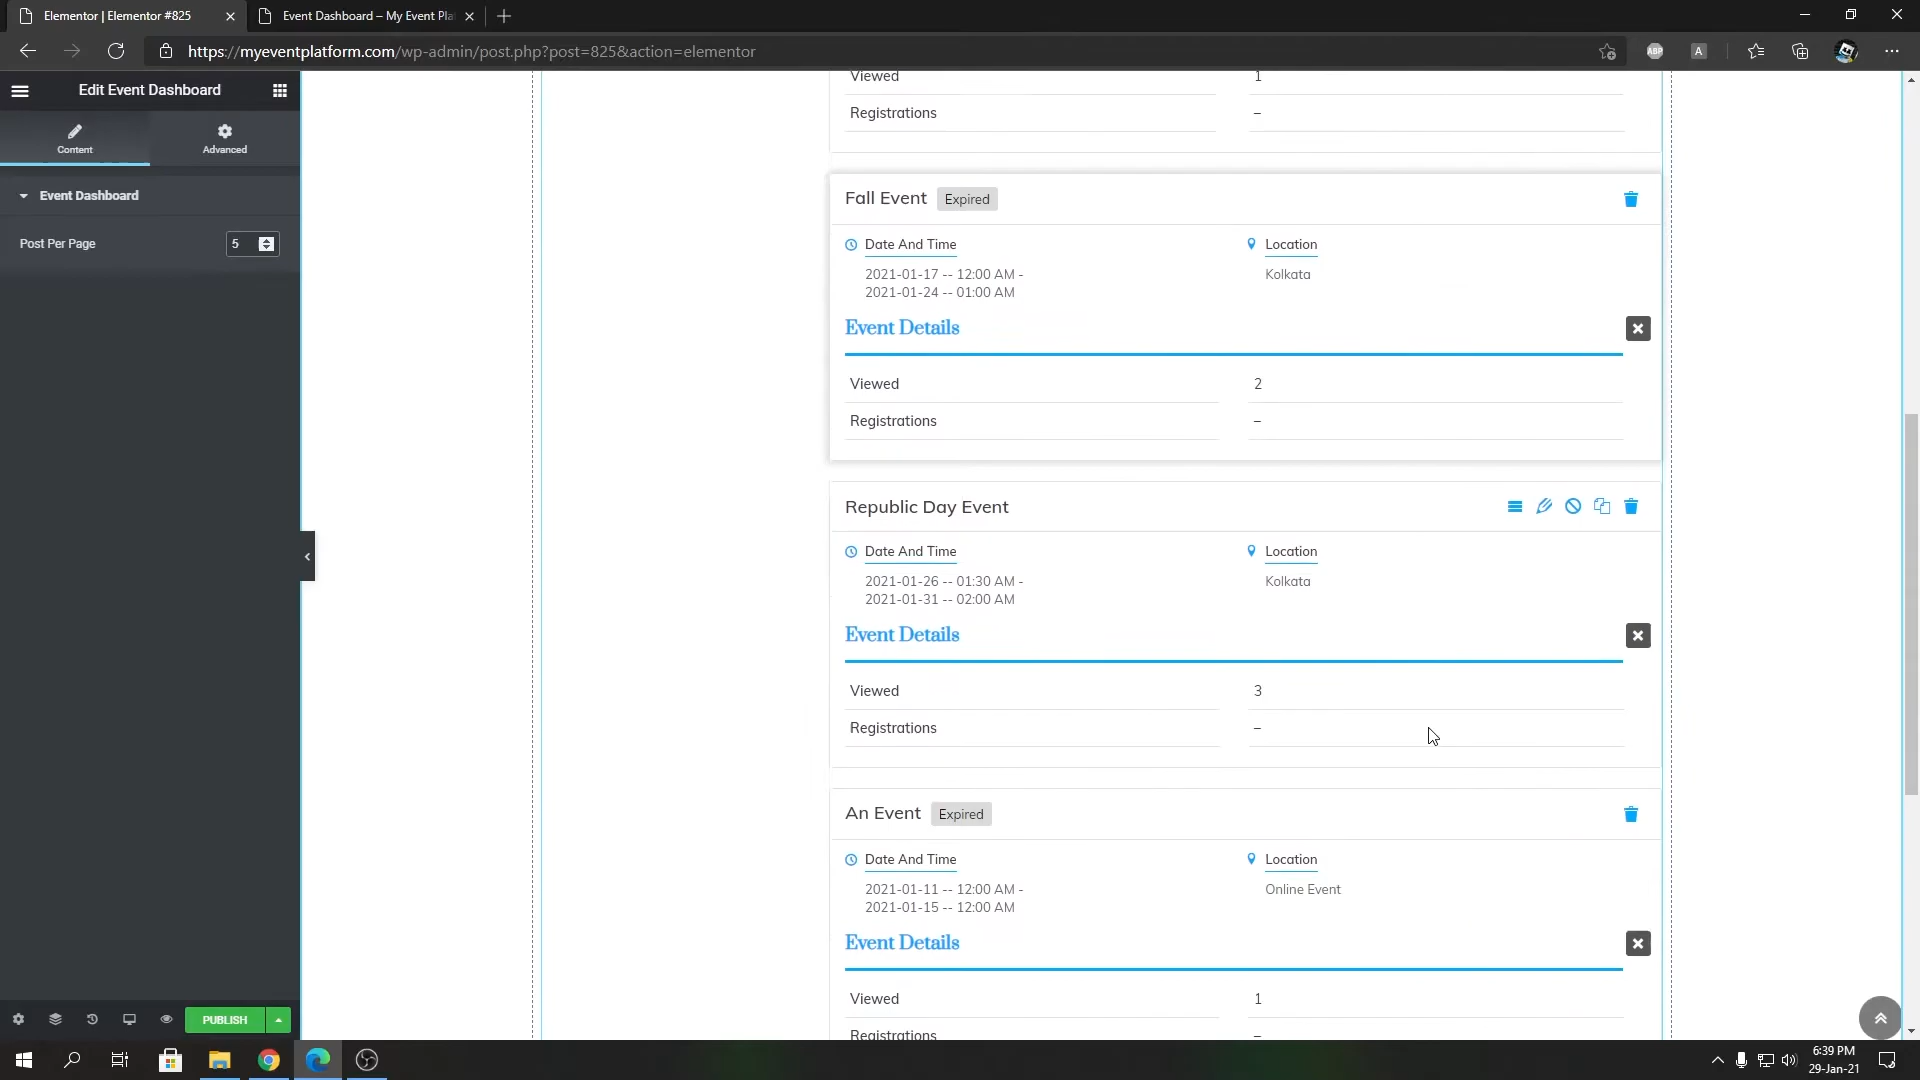 Elementor | Elementor #825
Event Dashboard – My Event Pla
https://myeventplatform.com/wp-admin/post.php?post=825&action=elementor
ABP
A
Edit Event Dashboard
Content
Advanced
Event Dashboard
Post Per Page
5
Viewed
1
Registrations
–
Fall Event
Expired
Date And Time
Location
2021-01-17 -- 12:00 AM -
Kolkata
2021-01-24 -- 01:00 AM
Event Details
Viewed
2
Registrations
–
Republic Day Event
Date And Time
Location
2021-01-26 -- 01:30 AM -
Kolkata
2021-01-31 -- 02:00 AM
Event Details
Viewed
3
Registrations
–
An Event
Expired
Date And Time
Location
2021-01-11 -- 12:00 AM -
Online Event
2021-01-15 -- 12:00 AM
Event Details
Viewed
1
Registrations
–
PUBLISH
6:39 PM
29-Jan-21